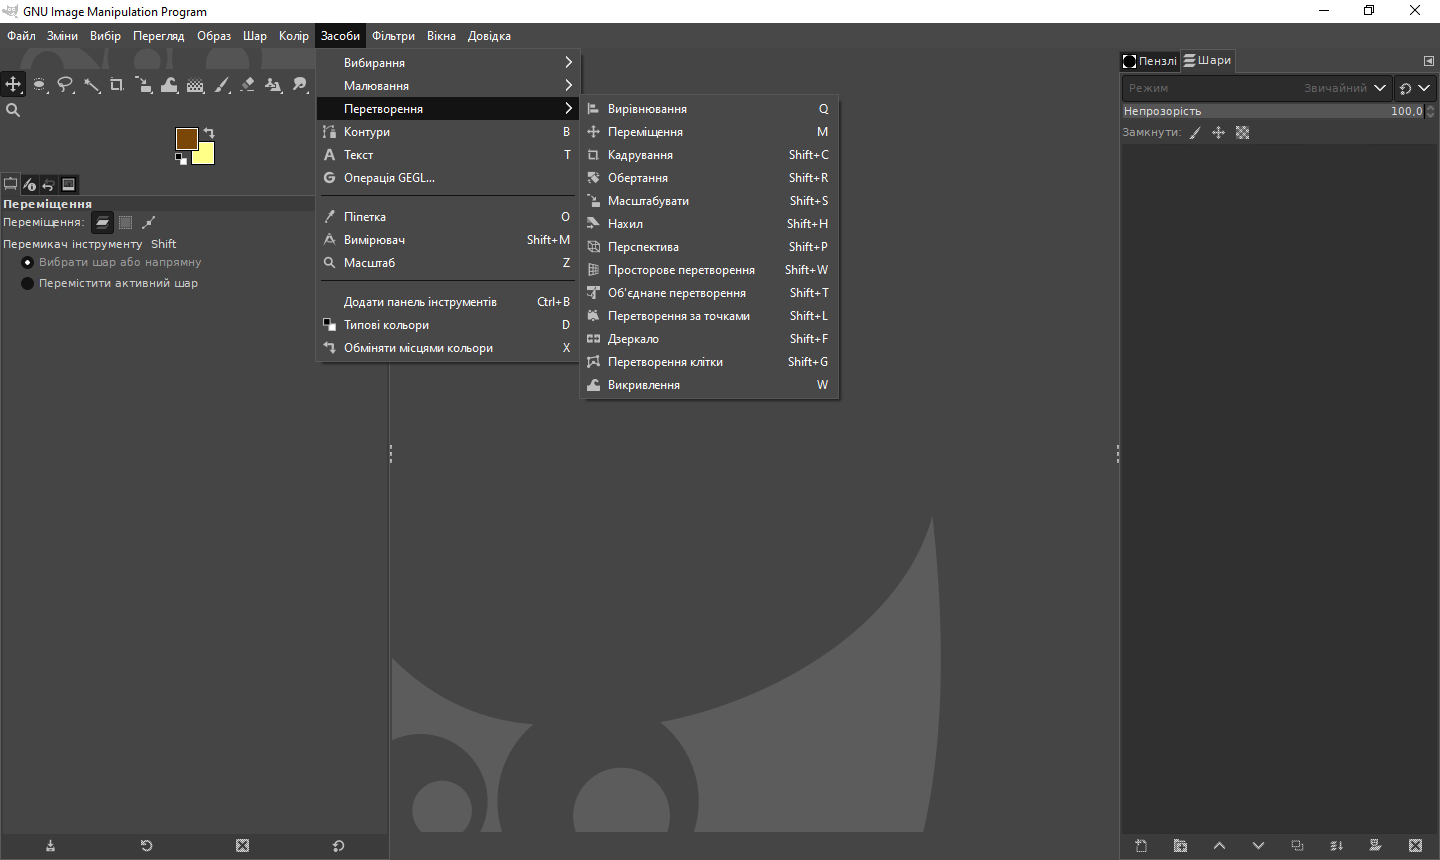 GNU Image Manipulation Program
Файл Зміни Вибір Перегляд Образ Шар Колір Засоби Фільтри Вікна Довідка
Вибирання
Малювання
Перетворення
Контури B
Текст T
Операція GEGL...
Піпетка O
Вимірювач Shift+M
Масштаб Z
Додати панель інструментів Ctrl+B
Типові кольори D
Обміняти місцями кольори X
Вирівнювання Q
Переміщення M
Кадрування Shift+C
Обертання Shift+R
Масштабувати Shift+S
Нахил Shift+H
Перспектива Shift+P
Просторове перетворення Shift+W
Об'єднане перетворення Shift+T
Перетворення за точками Shift+L
Дзеркало Shift+F
Перетворення клітки Shift+G
Викривлення W
Переміщення
Переміщення:
Перемикач інструменту Shift
Вибрати шар або напрямну
Перемістити активний шар
Пензлі Шари
Режим Звичайний
Непрозорість 100,0
Замкнути: